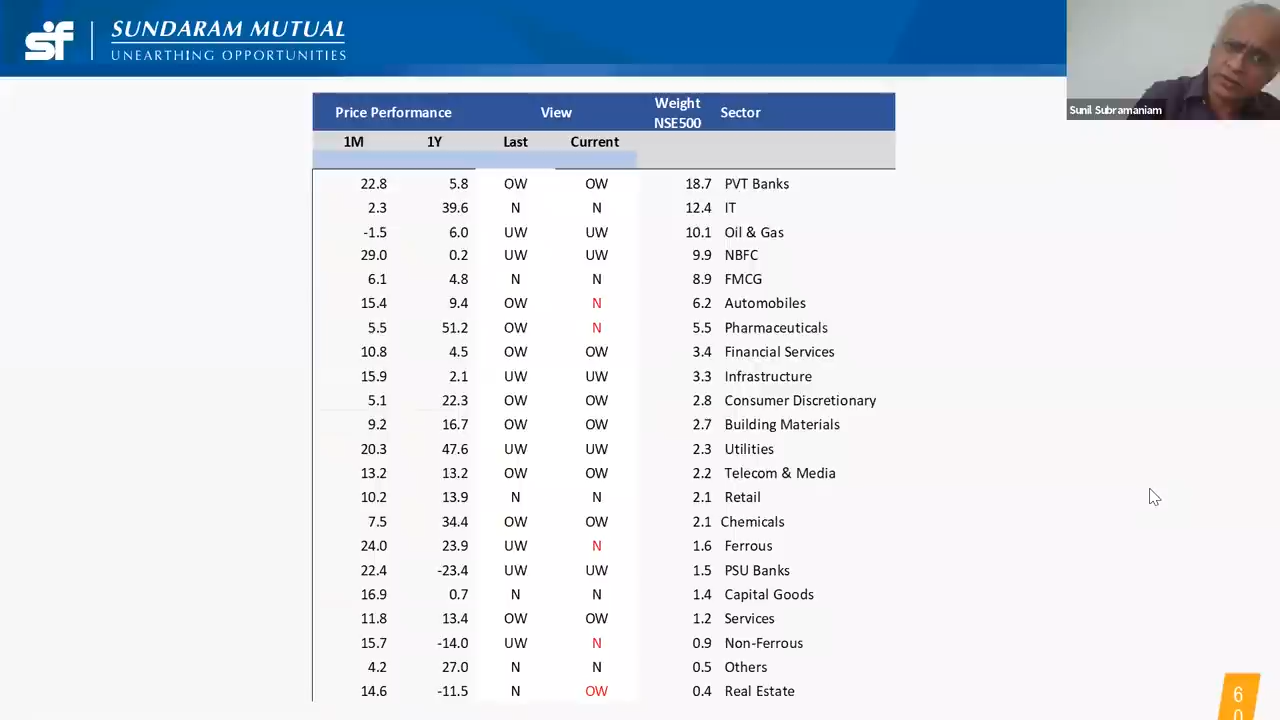 SUNDARAM MUTUAL
UNEARTHING OPPORTUNITIES
Sunil Subramaniam
Price Performance View Weight NSE500 Sector
1M 1Y Last Current
22.8 5.8 OW OW 18.7 PVT Banks
2.3 39.6 N N 12.4 IT
-1.5 6.0 UW UW 10.1 Oil & Gas
29.0 0.2 UW UW 9.9 NBFC
6.1 4.8 N N 8.9 FMCG
15.4 9.4 OW N 6.2 Automobiles
5.5 51.2 OW N 5.5 Pharmaceuticals
10.8 4.5 OW OW 3.4 Financial Services
15.9 2.1 UW UW 3.3 Infrastructure
5.1 22.3 OW OW 2.8 Consumer Discretionary
9.2 16.7 OW OW 2.7 Building Materials
20.3 47.6 UW UW 2.3 Utilities
13.2 13.2 OW OW 2.2 Telecom & Media
10.2 13.9 N N 2.1 Retail
7.5 34.4 OW OW 2.1 Chemicals
24.0 23.9 UW N 1.6 Ferrous
22.4 -23.4 UW UW 1.5 PSU Banks
16.9 0.7 N N 1.4 Capital Goods
11.8 13.4 OW OW 1.2 Services
15.7 -14.0 UW N 0.9 Non-Ferrous
4.2 27.0 N N 0.5 Others
14.6 -11.5 N OW 0.4 Real Estate
6
0